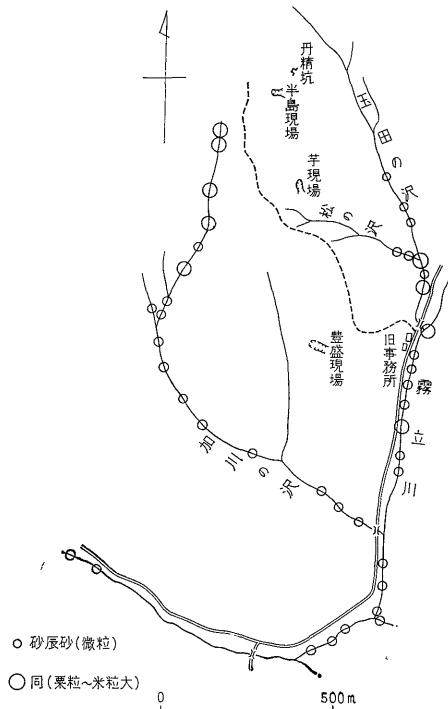 丹精坑
半島現場
玉田の沢
芋現場
松の沢
豊盛現場
旧事務所
霧立川
加川の沢
砂辰砂(微粒)
同(粟粒~米粒大)
0 500m